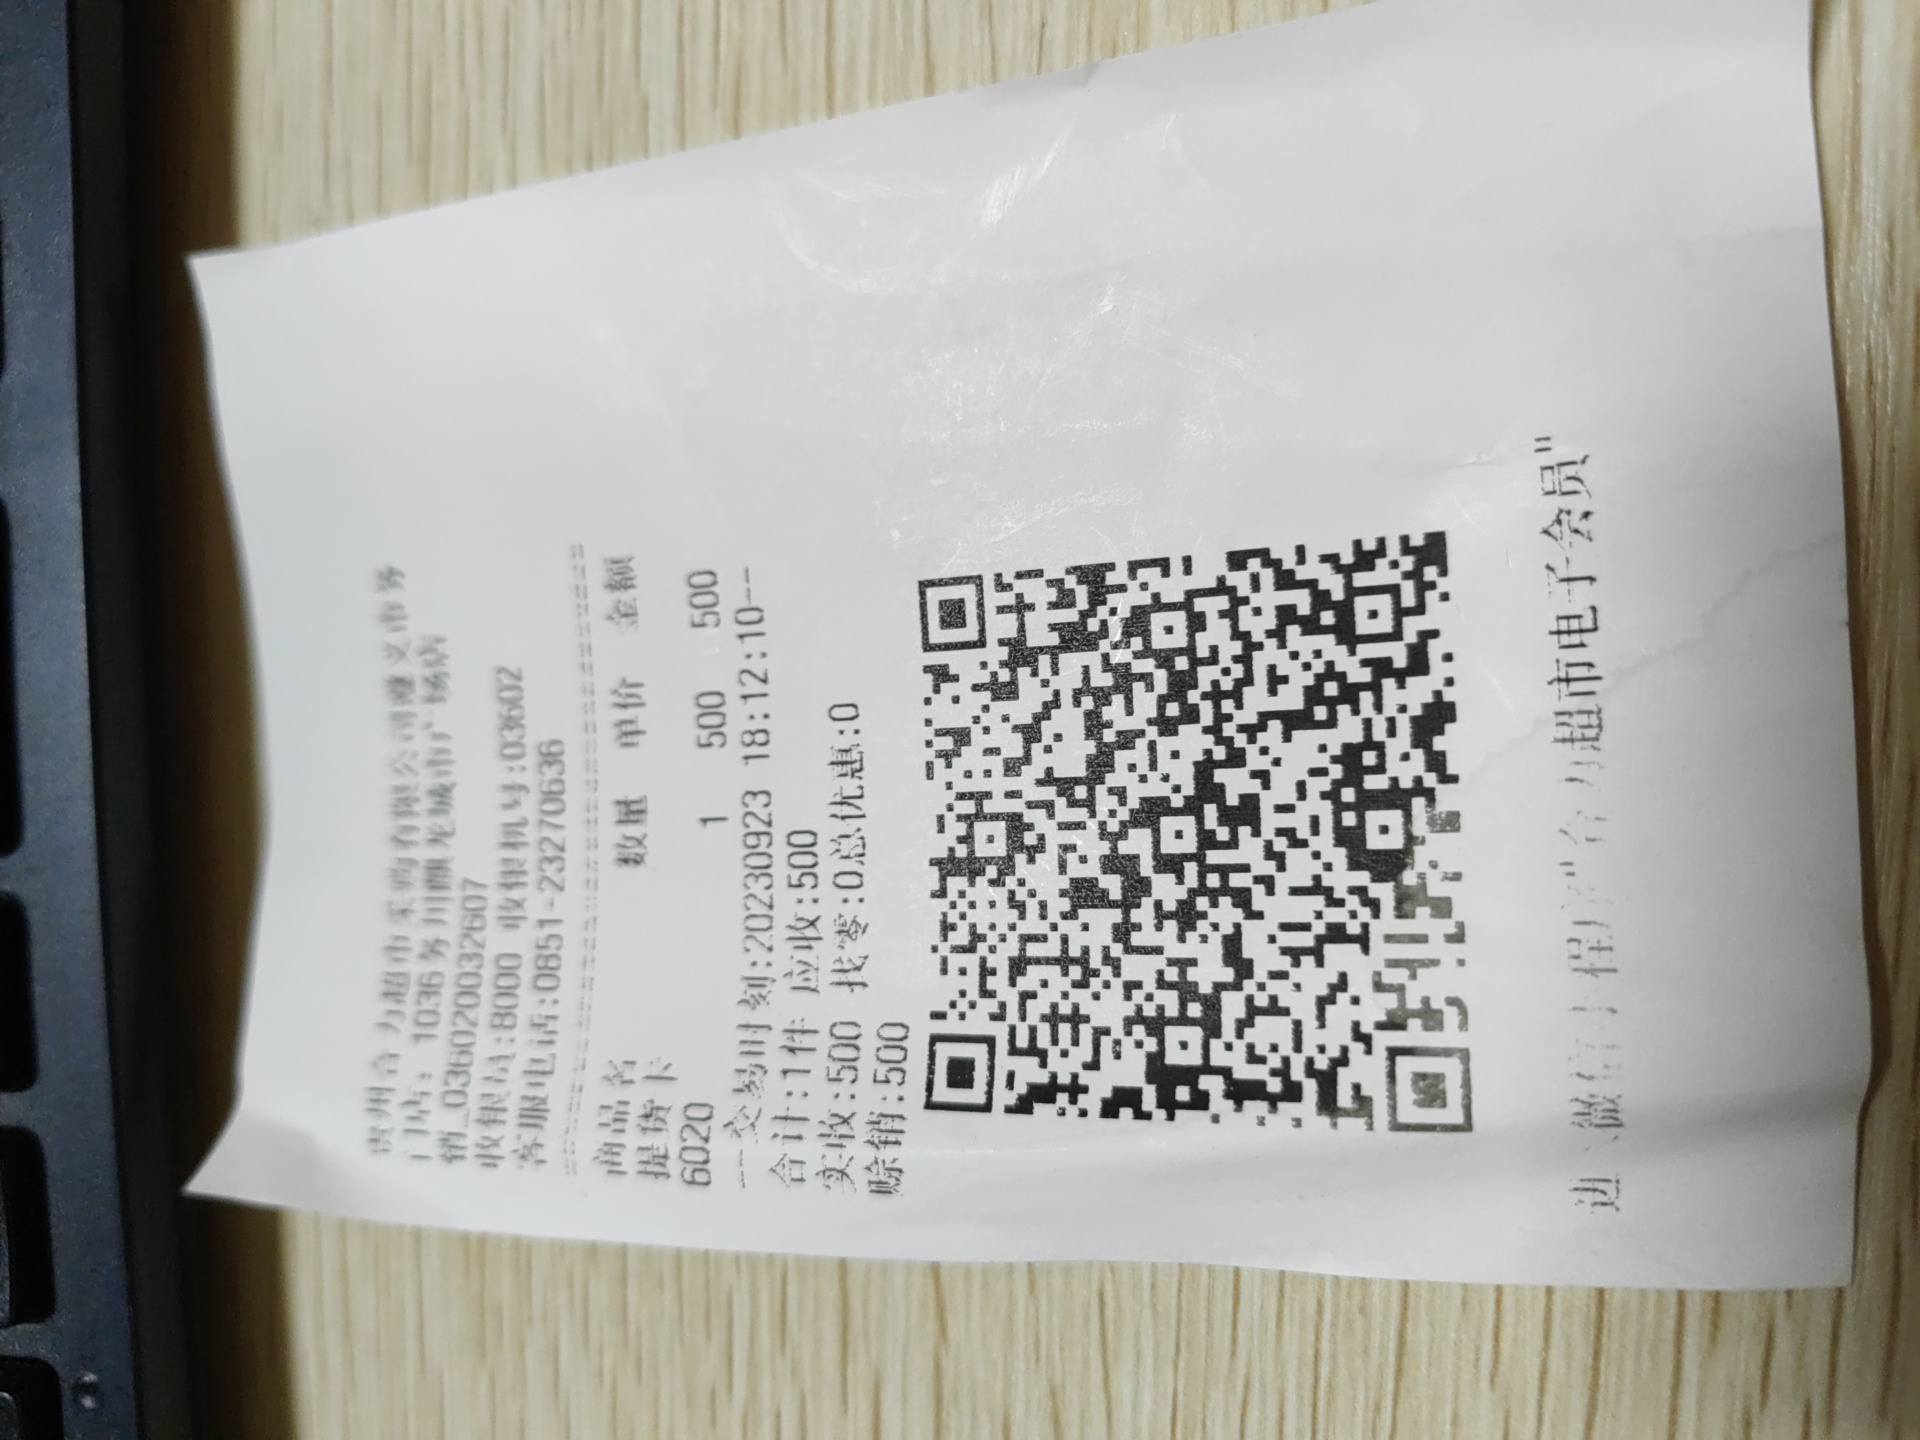 贵州合力超市采购有限公司遵义市务
门店: 1036务川麒龙城市广场店
销_0360200032607
收银员:8000 收银机号:03602
客服电话:0851-23270636
商品名 数量 单价 金额
提货卡
6020 1 500 500
--交易时刻:20230923 18:12:10--
合计:1件 应收:500
实收:500 找零:0总优惠:0
赊销:500
微信小程序"合力超市电子会员"